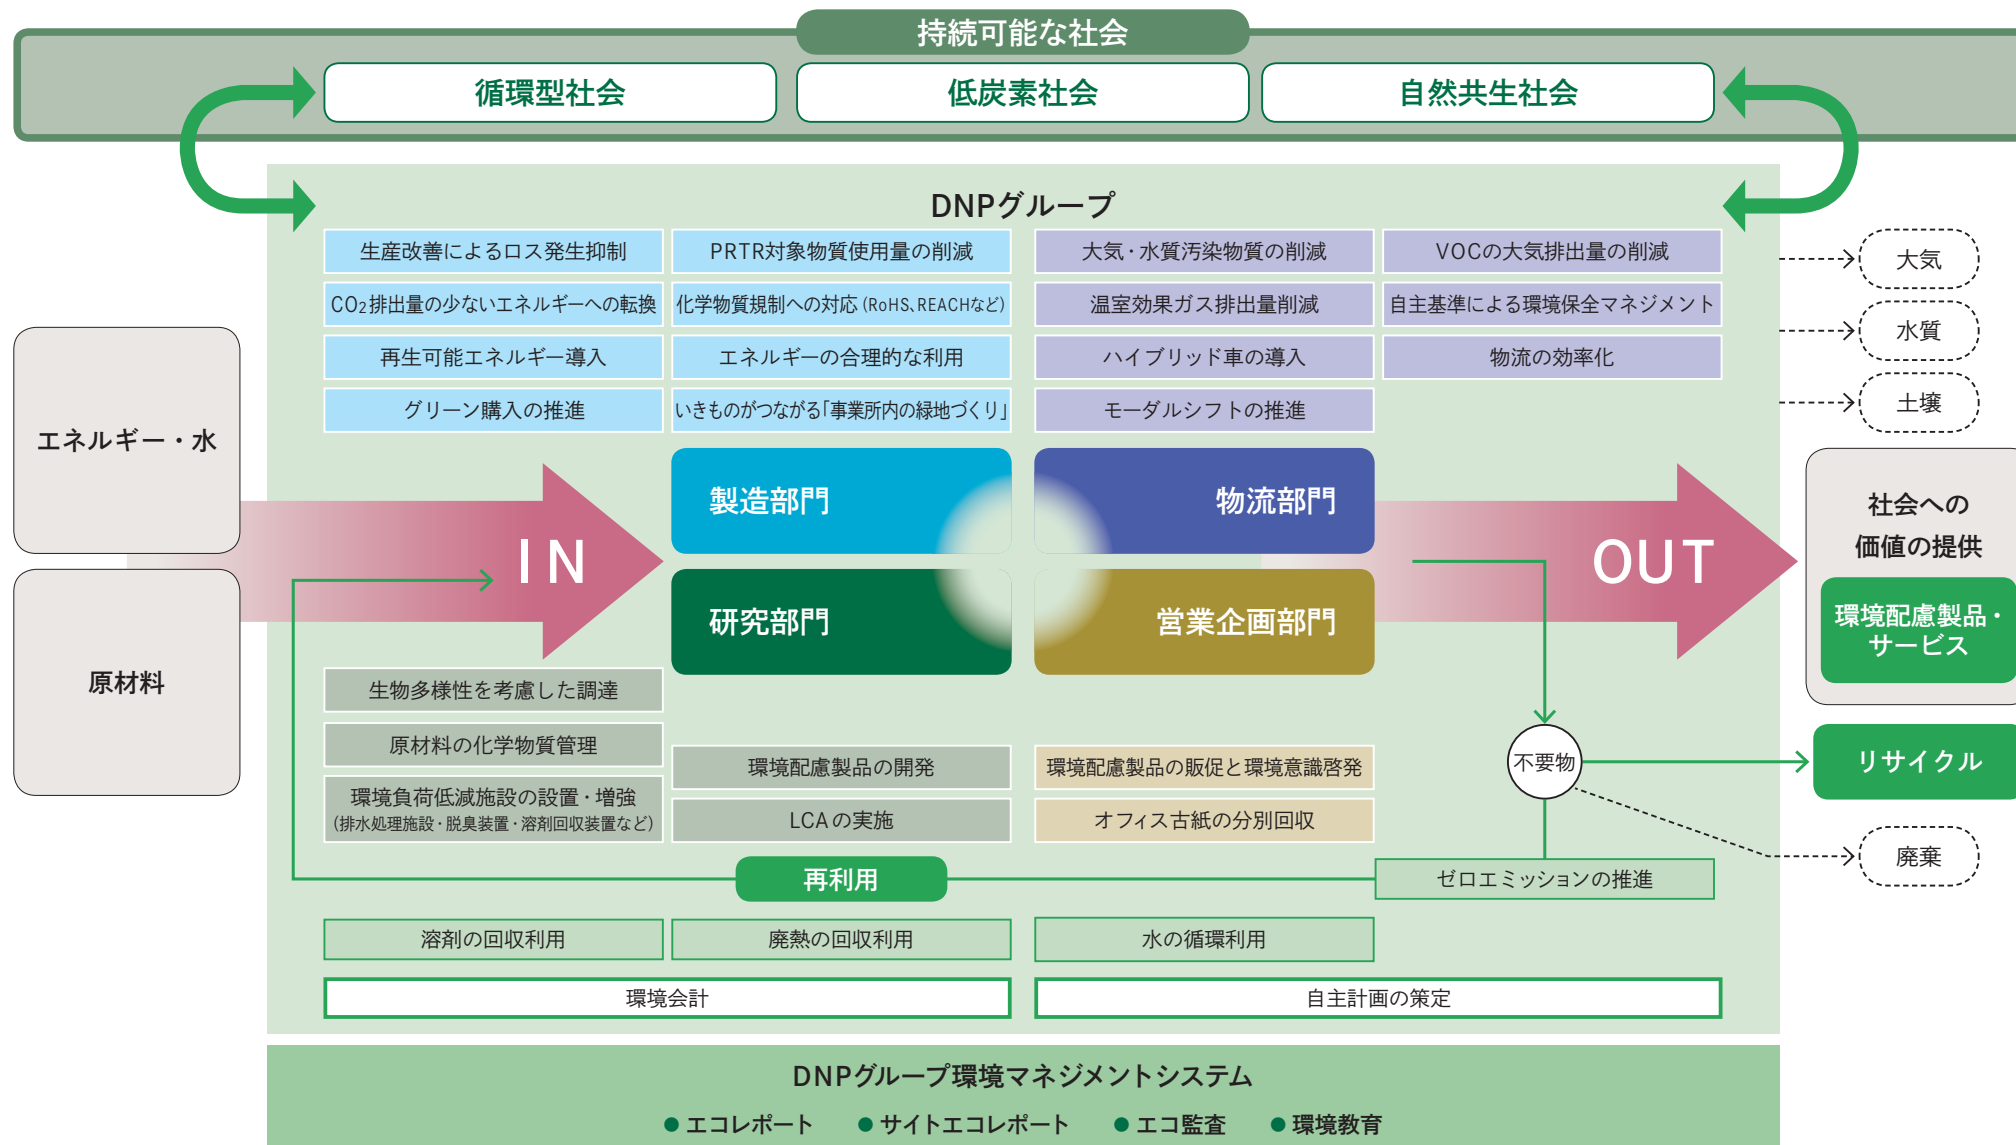 持続可能な社会
循環型社会
低炭素社会
自然共生社会
DNPグループ
生産改善によるロス発生抑制
PRTR対象物質使用量の削減
大気・水質汚染物質の削減
VOCの大気排出量の削減
CO2排出量の少ないエネルギーへの転換
化学物質規制への対応（RoHS、REACHなど）
温室効果ガス排出量削減
自主基準による環境保全マネジメント
再生可能エネルギー導入
エネルギーの合理的な利用
ハイブリッド車の導入
物流の効率化
グリーン購入の推進
いきものがつながる「事業所内の緑地づくり」
モーダルシフトの推進
大気
水質
土壌
エネルギー・水
原材料
IN
製造部門
物流部門
研究部門
営業企画部門
OUT
社会への
価値の提供
環境配慮製品・
サービス
生物多様性を考慮した調達
原材料の化学物質管理
環境負荷低減施設の設置・増強
（排水処理施設・脱臭装置・溶剤回収装置など）
環境配慮製品の開発
LCAの実施
環境配慮製品の販促と環境意識啓発
オフィス古紙の分別回収
不要物
リサイクル
廃棄
再利用
ゼロエミッションの推進
溶剤の回収利用
廃熱の回収利用
水の循環利用
環境会計
自主計画の策定
DNPグループ環境マネジメントシステム
●エコレポート ●サイトエコレポート ●エコ監査 ●環境教育